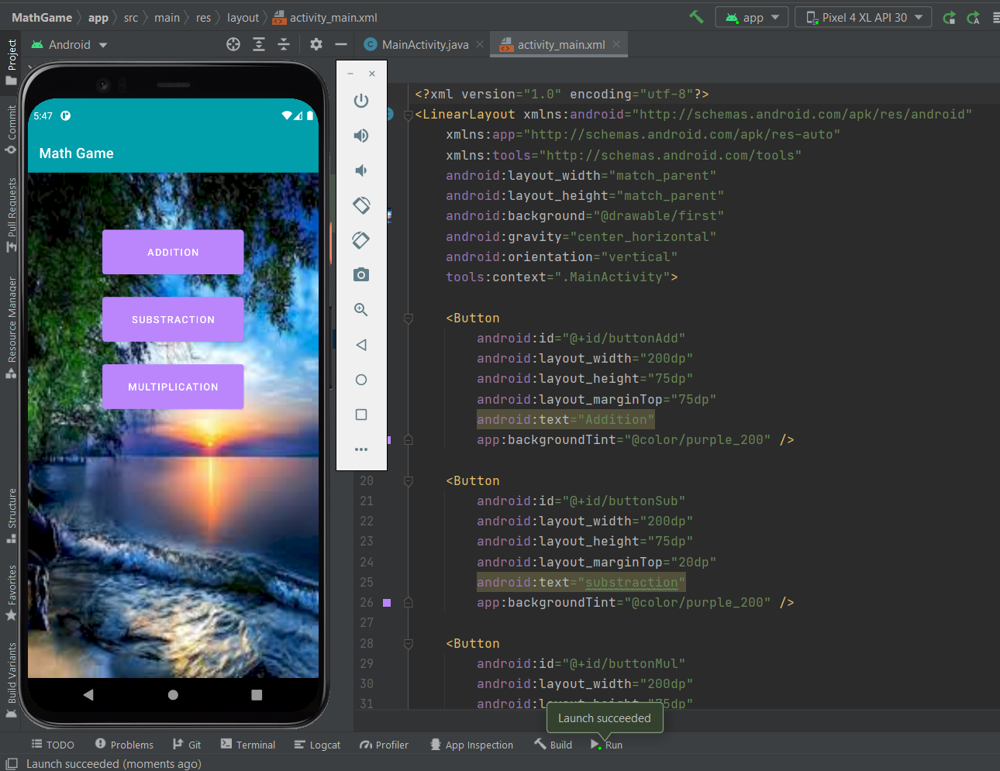 MathGame app src main res layout activity_main.xml
app Pixel 4 XL API 30
Project
Commit
Pull Requests
Resource Manager
Structure
Favorites
Build Variants
Android
MainActivity.java activity_main.xml
5:47
Math Game
ADDITION
SUBSTRACTION
MULTIPLICATION
<?xml version="1.0" encoding="utf-8"?>
<LinearLayout xmlns:android="http://schemas.android.com/apk/res/android"
xmlns:app="http://schemas.android.com/apk/res-auto"
xmlns:tools="http://schemas.android.com/tools"
android:layout_width="match_parent"
android:layout_height="match_parent"
android:background="@drawable/first"
android:gravity="center_horizontal"
android:orientation="vertical"
tools:context=".MainActivity">
<Button
android:id="@+id/buttonAdd"
android:layout_width="200dp"
android:layout_height="75dp"
android:layout_marginTop="75dp"
android:text="Addition"
app:backgroundTint="@color/purple_200" />
20 <Button
21 android:id="@+id/buttonSub"
22 android:layout_width="200dp"
23 android:layout_height="75dp"
24 android:layout_marginTop="20dp"
25 android:text="substraction"
26 app:backgroundTint="@color/purple_200" />
27
28 <Button
29 android:id="@+id/buttonMul"
30 android:layout_width="200dp"
31 android:layout_height="75dp"
Launch succeeded
TODO Problems Git Terminal Logcat Profiler App Inspection Build Run
Launch succeeded (moments ago)